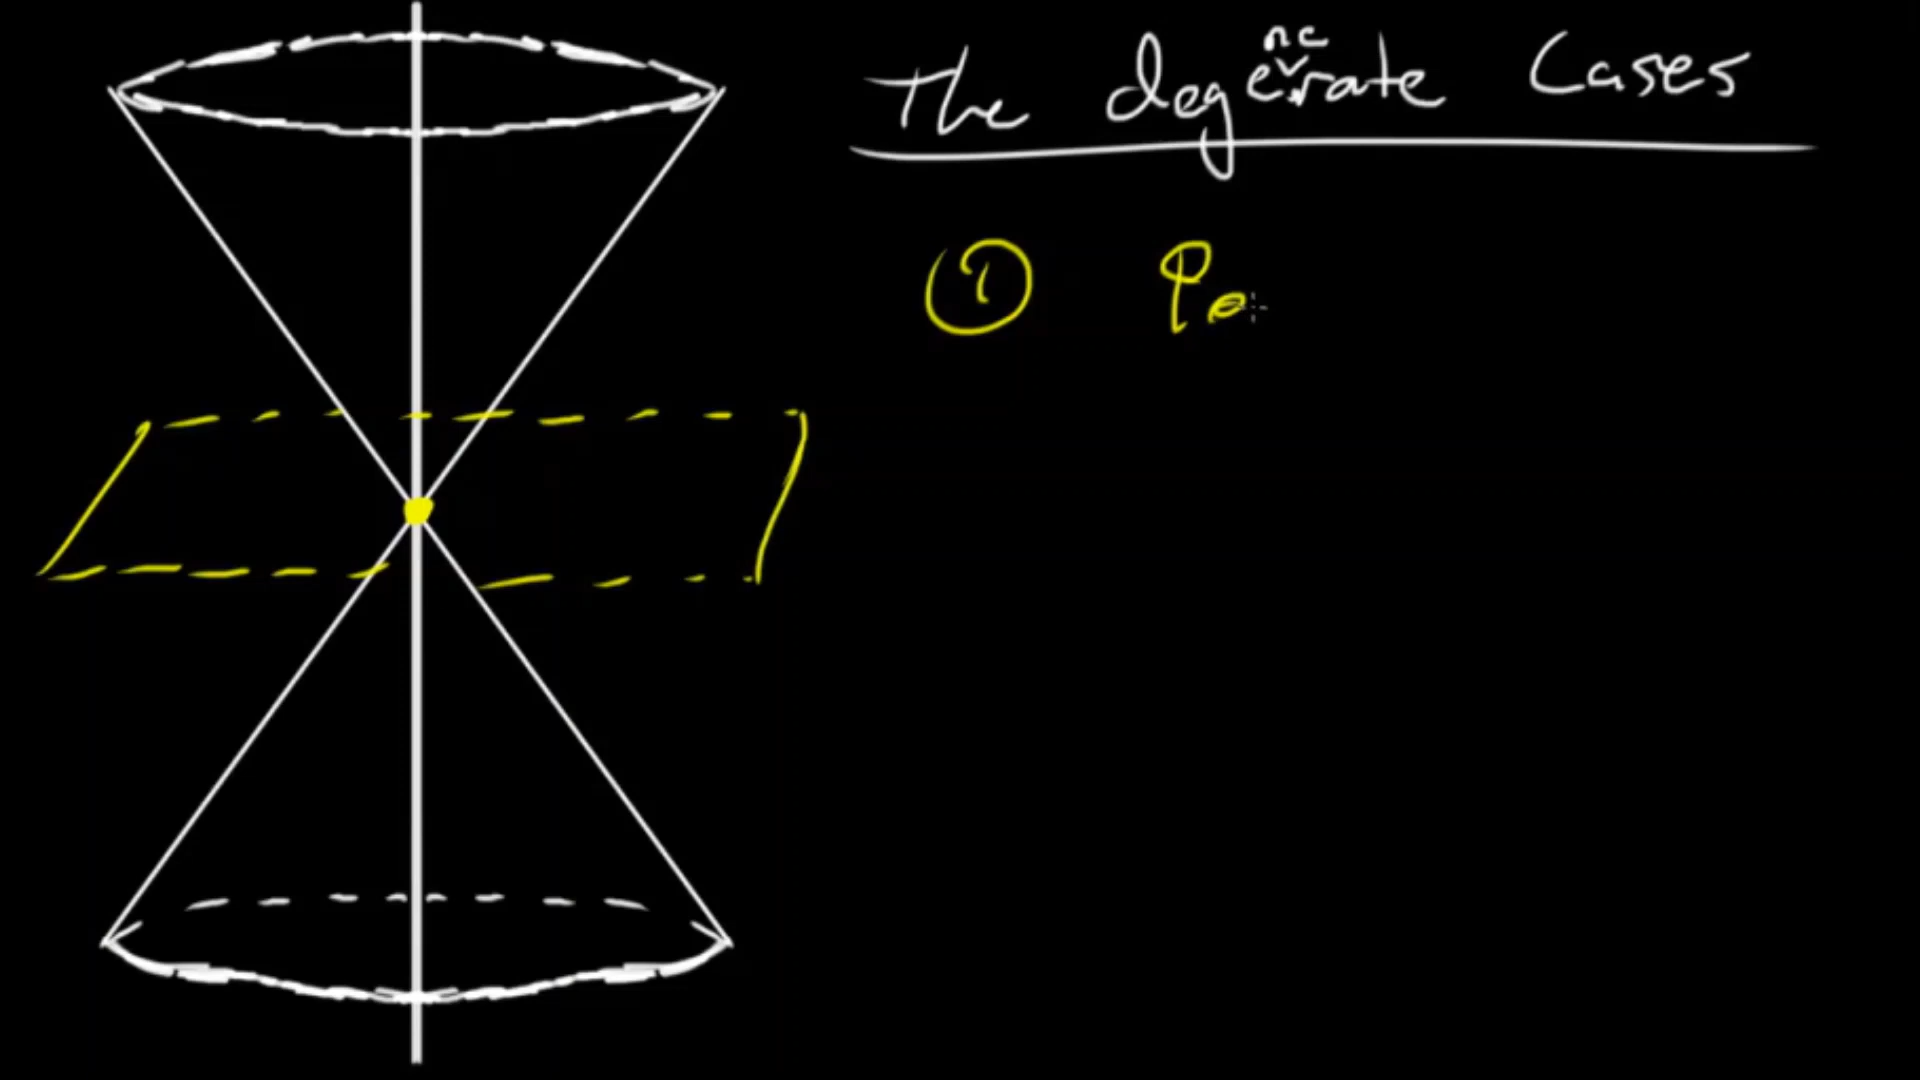 The degenerate Cases
① Po